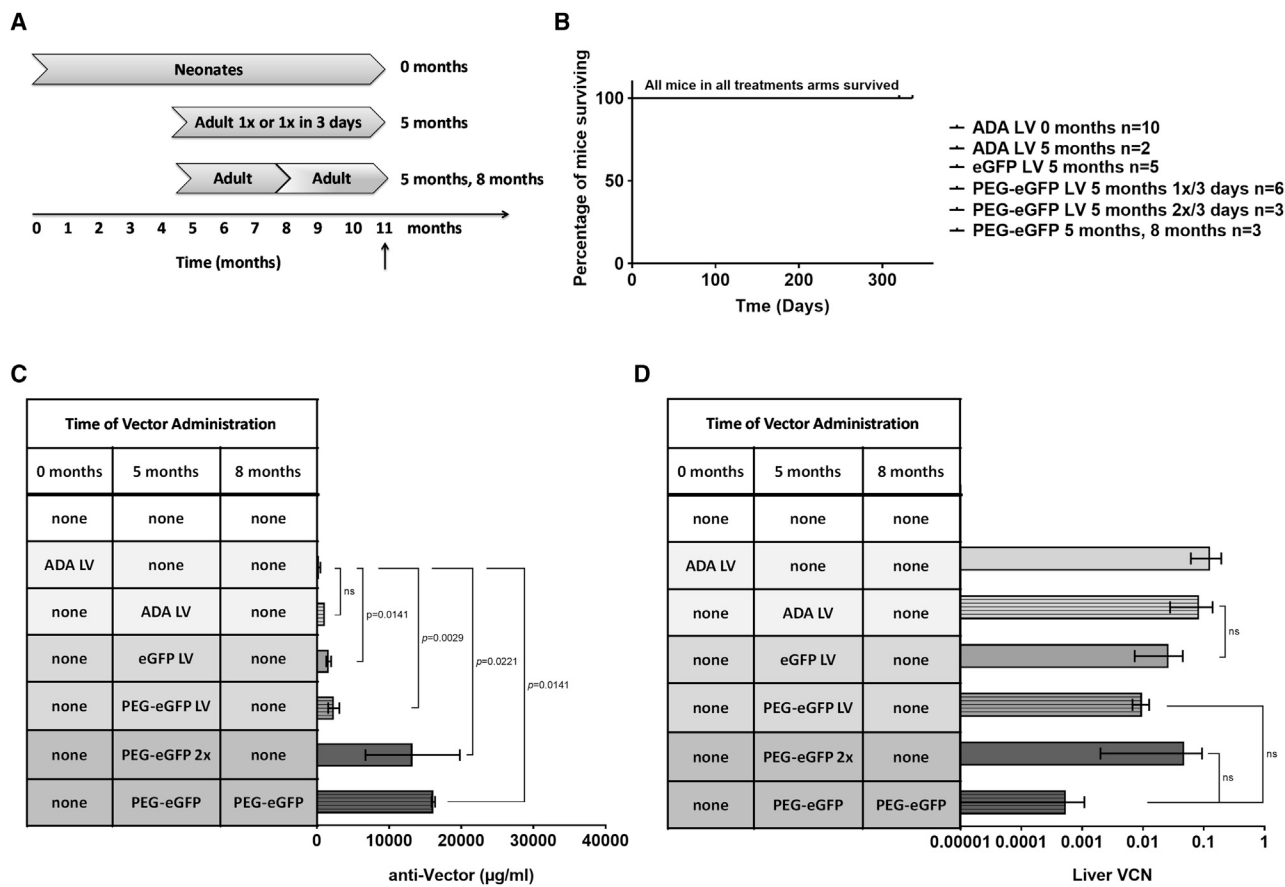 A
Neonates
0 months
Adult 1x or 1x in 3 days
5 months
Adult
Adult
5 months, 8 months
0 1 2 3 4 5 6 7 8 9 10 11 months
Time (months)
B
All mice in all treatments arms survived
Percentage of mice surviving
100
50
0
0 100 200 300
Tme (Days)
ADA LV 0 months n=10
ADA LV 5 months n=2
eGFP LV 5 months n=5
PEG-eGFP LV 5 months 1x/3 days n=6
PEG-eGFP LV 5 months 2x/3 days n=3
PEG-eGFP 5 months, 8 months n=3
C
Time of Vector Administration
0 months 5 months 8 months
none none none
ADA LV none none
none ADA LV none
none eGFP LV none
none PEG-eGFP LV none
none PEG-eGFP 2x none
none PEG-eGFP PEG-eGFP
ns
p=0.0141
p=0.0029
p=0.0221
p=0.0141
0 10000 20000 30000 40000
anti-Vector (µg/ml)
D
Time of Vector Administration
0 months 5 months 8 months
none none none
ADA LV none none
none ADA LV none
none eGFP LV none
none PEG-eGFP LV none
none PEG-eGFP 2x none
none PEG-eGFP PEG-eGFP
ns
ns
ns
0.00001 0.0001 0.001 0.01 0.1 1
Liver VCN